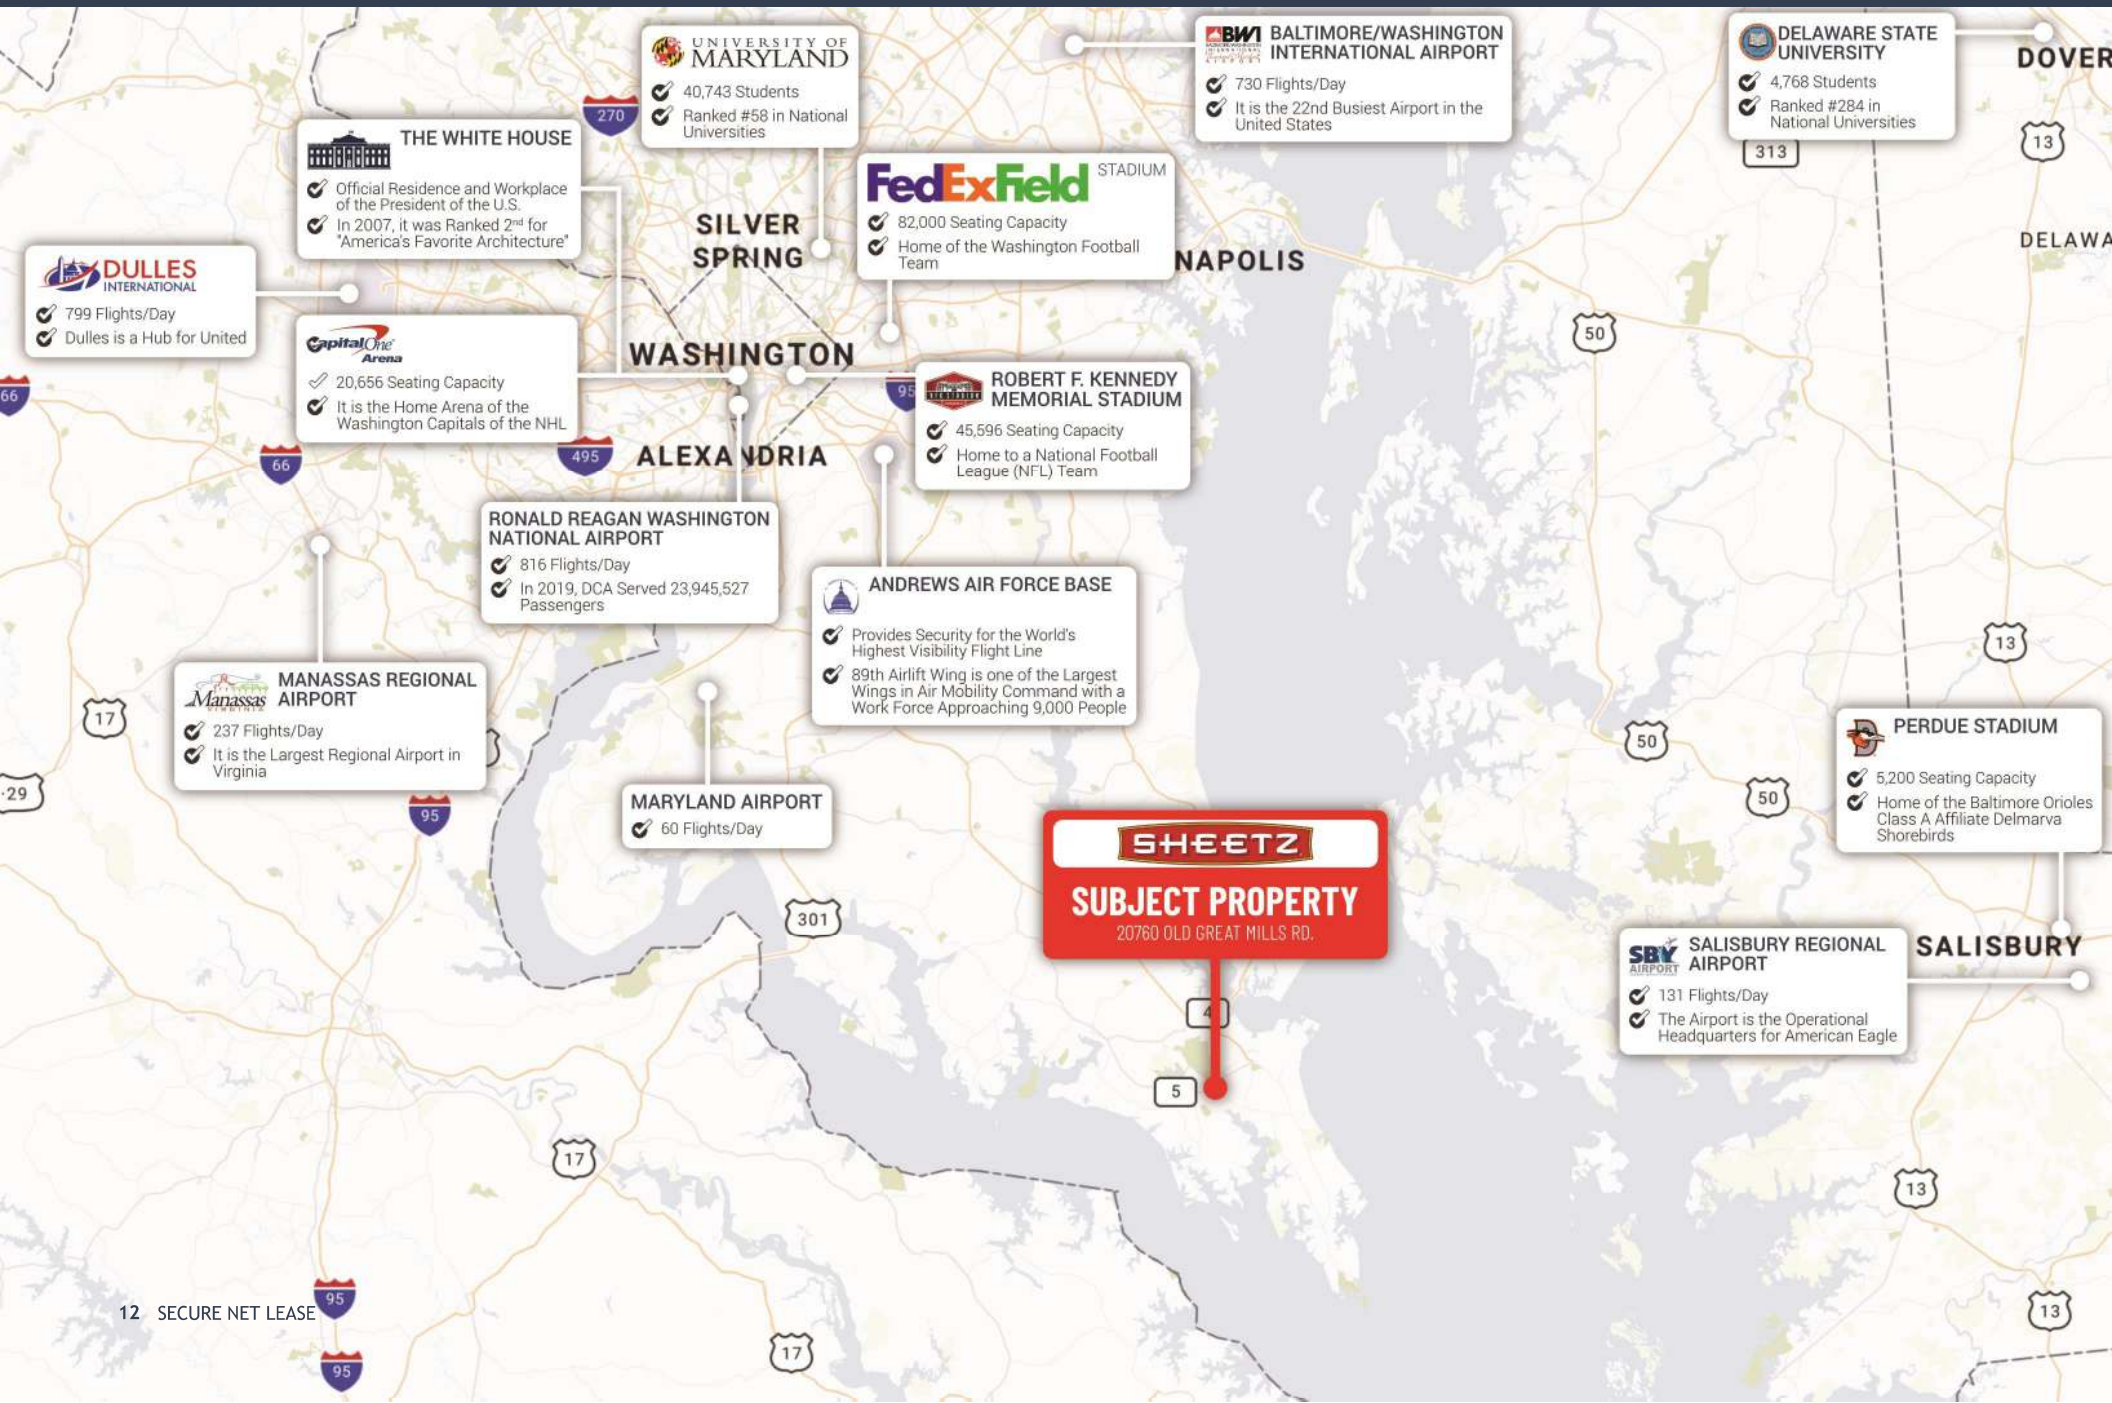 UNIVERSITY OF
MARYLAND
40,743 Students
Ranked #58 in National
Universities
BWI
BALTIMORE/WASHINGTON
INTERNATIONAL AIRPORT
730 Flights/Day
It is the 22nd Busiest Airport in the
United States
DELAWARE STATE
UNIVERSITY
4,768 Students
Ranked #284 in
National Universities
DOVER
13
313
270
THE WHITE HOUSE
Official Residence and Workplace
of the President of the U.S.
In 2007, it was Ranked 2nd for
"America's Favorite Architecture"
FedExField STADIUM
82,000 Seating Capacity
Home of the Washington Football
Team
SILVER
SPRING
NAPOLIS
DELAWA
DULLES
INTERNATIONAL
799 Flights/Day
Dulles is a Hub for United
50
CapitalOne
Arena
20,656 Seating Capacity
It is the Home Arena of the
Washington Capitals of the NHL
WASHINGTON
66
95
ROBERT F. KENNEDY
MEMORIAL STADIUM
45,596 Seating Capacity
Home to a National Football
League (NFL) Team
66
495
ALEXANDRIA
RONALD REAGAN WASHINGTON
NATIONAL AIRPORT
816 Flights/Day
In 2019, DCA Served 23,945,527
Passengers
ANDREWS AIR FORCE BASE
Provides Security for the World's
Highest Visibility Flight Line
89th Airlift Wing is one of the Largest
Wings in Air Mobility Command with a
Work Force Approaching 9,000 People
13
Manassas
VIRGINIA
MANASSAS REGIONAL
AIRPORT
237 Flights/Day
It is the Largest Regional Airport in
Virginia
17
29
95
50
50
PERDUE STADIUM
5,200 Seating Capacity
Home of the Baltimore Orioles
Class A Affiliate Delmarva
Shorebirds
MARYLAND AIRPORT
60 Flights/Day
SHEETZ
SUBJECT PROPERTY
20760 OLD GREAT MILLS RD.
301
SBY
AIRPORT
SALISBURY REGIONAL
AIRPORT
131 Flights/Day
The Airport is the Operational
Headquarters for American Eagle
SALISBURY
4
5
17
13
95
12 SECURE NET LEASE
13
17
95